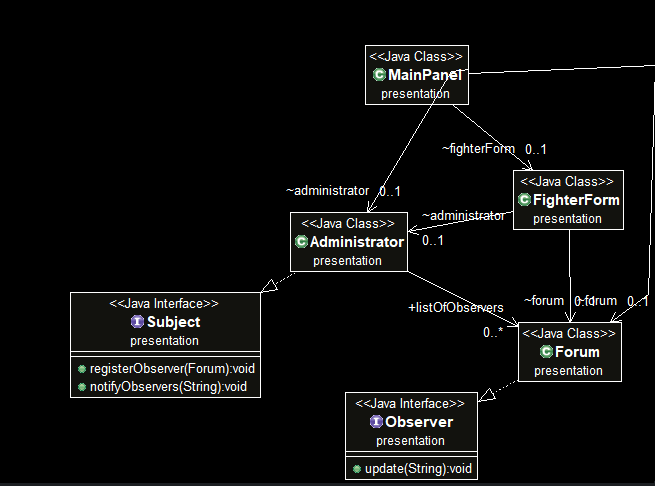 <<Java Class>>
MainPanel
presentation
~fighterForm 0..1
<<Java Class>>
FighterForm
presentation
~administrator 0..1
~administrator
0..1
<<Java Class>>
Administrator
presentation
<<Java Interface>>
Subject
presentation
registerObserver(Forum):void
notifyObservers(String):void
+listOfObservers
0..*
~forum 0..1
~forum 0..1
<<Java Class>>
Forum
presentation
<<Java Interface>>
Observer
presentation
update(String):void